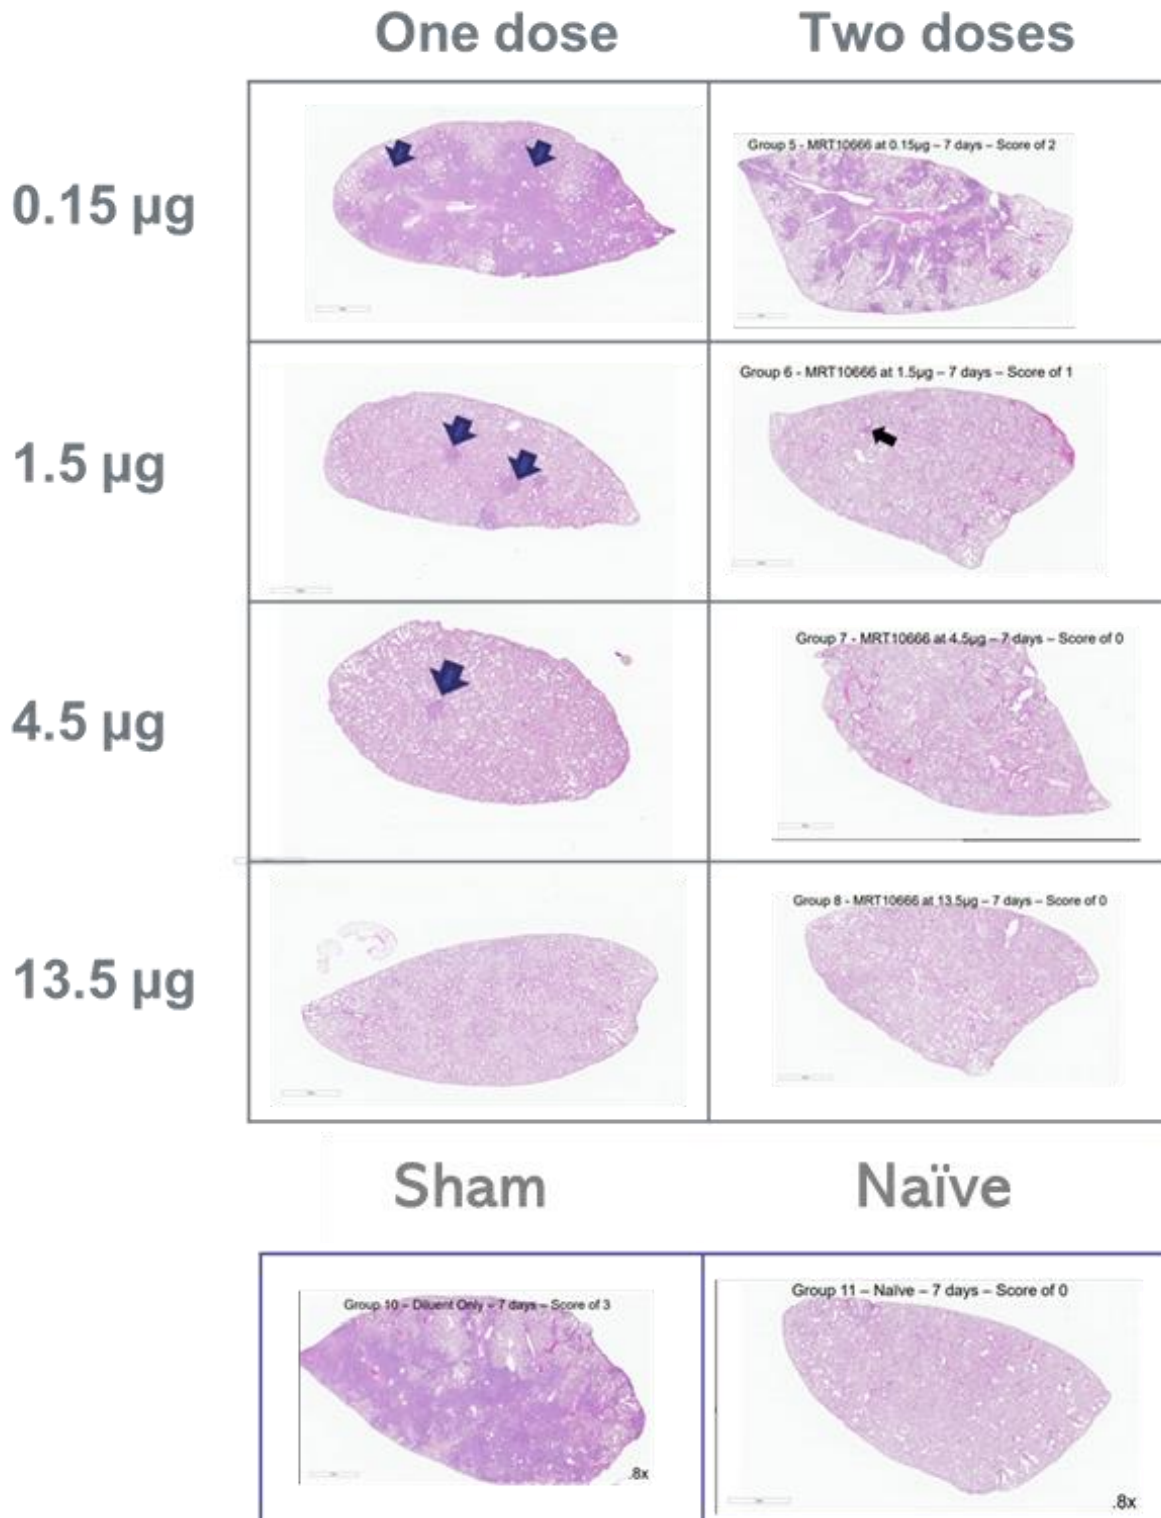 One dose
Two doses
0.15 µg
Group 5 - MRT10666 at 0.15µg – 7 days – Score of 2
1.5 µg
Group 6 - MRT10666 at 1.5µg – 7 days – Score of 1
4.5 µg
Group 7 - MRT10666 at 4.5µg – 7 days – Score of 0
13.5 µg
Group 8 - MRT10666 at 13.5µg – 7 days – Score of 0
Sham
Naïve
Group 10 – Diluent Only – 7 days – Score of 3
.8x
Group 11 – Naïve – 7 days – Score of 0
.8x